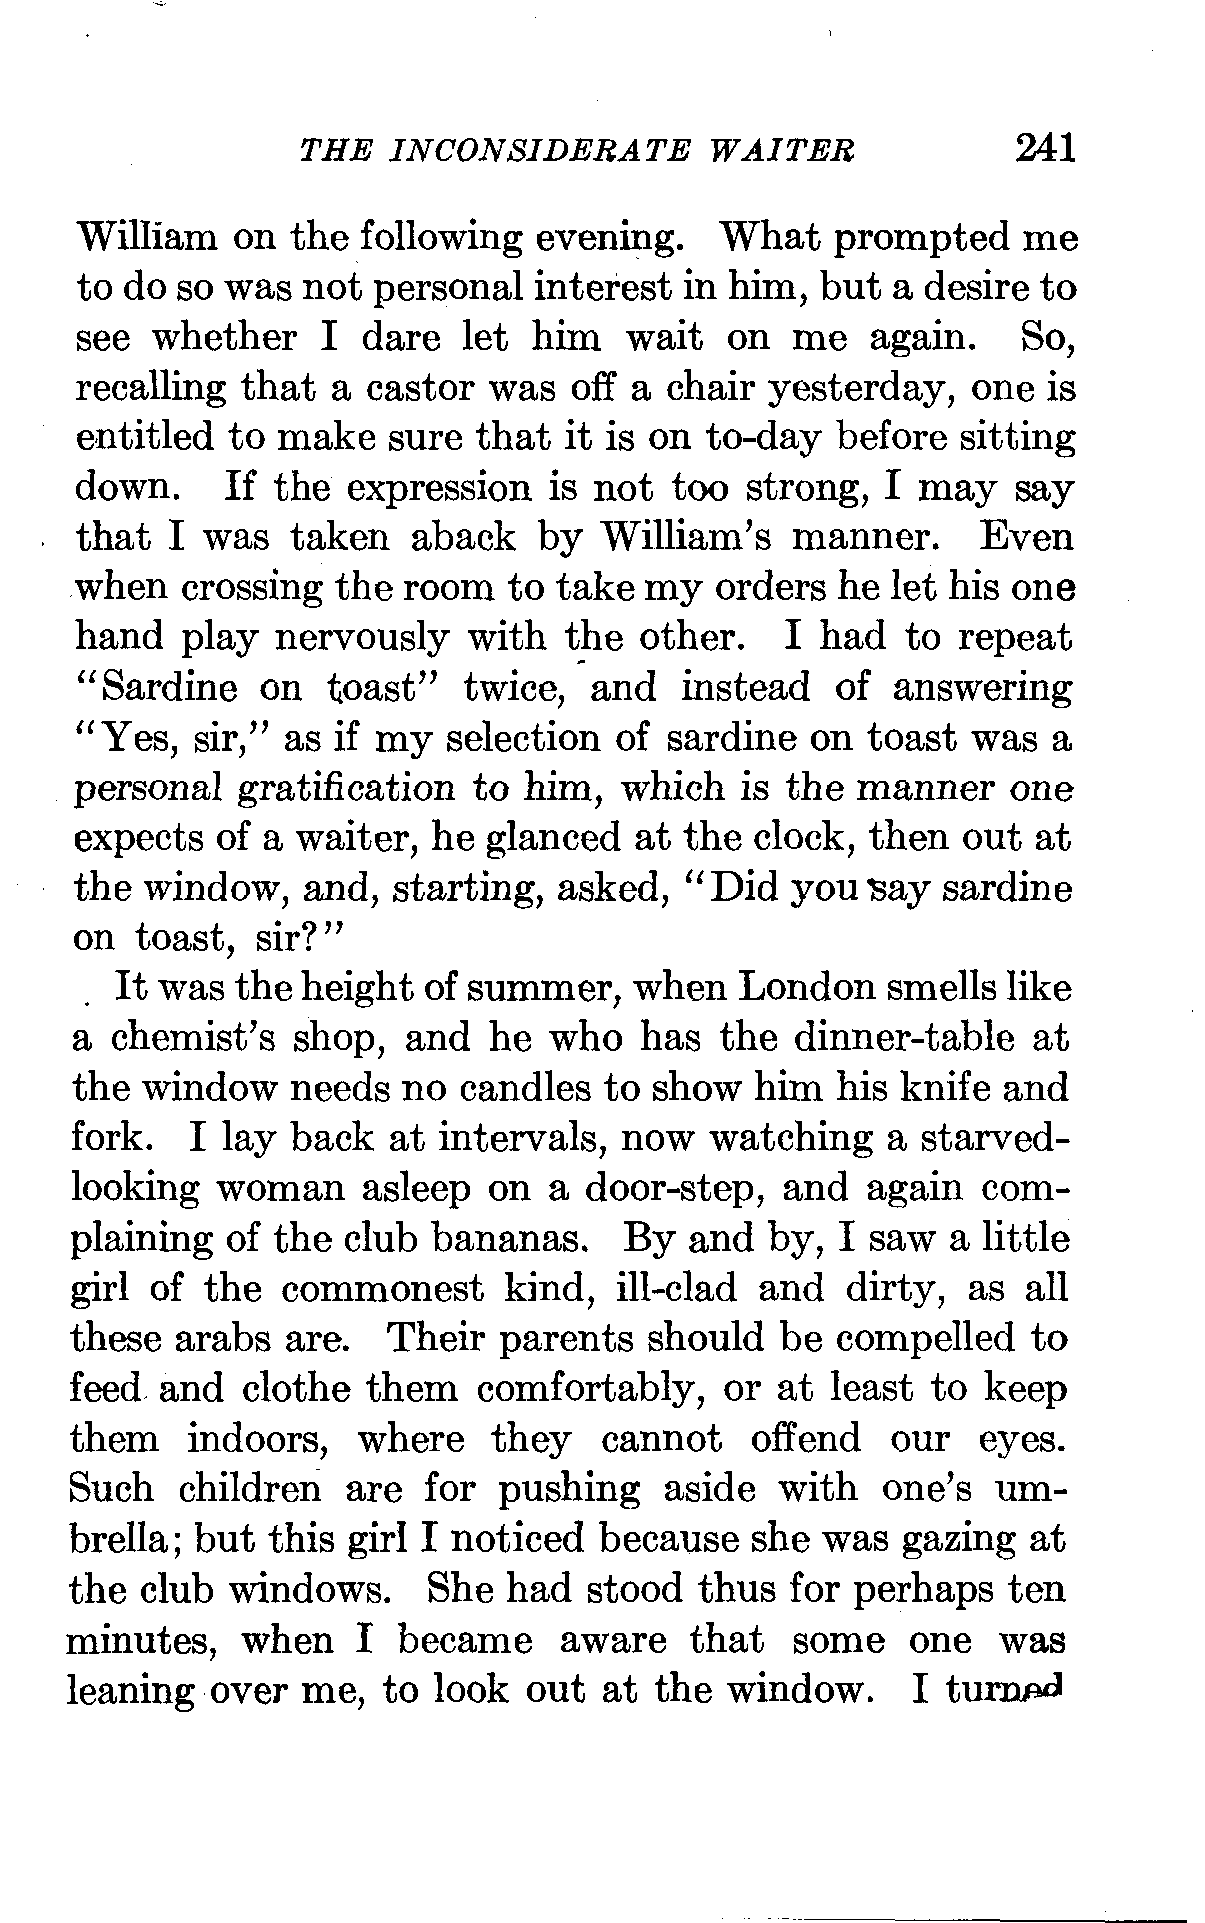 THE INCONSIDERATE WAITER 241
William on the following evening. What prompted me
to do so was not personal interest in him, but a desire to
see whether I dare let him wait on me again. So,
recalling that a castor was off a chair yesterday, one is
entitled to make sure that it is on to-day before sitting
down. If the expression is not too strong, I may say
that I was taken aback by William's manner. Even
when crossing the room to take my orders he let his one
hand play nervously with the other. I had to repeat
"Sardine on toast" twice, and instead of answering
"Yes, sir," as if my selection of sardine on toast was a
personal gratification to him, which is the manner one
expects of a waiter, he glanced at the clock, then out at
the window, and, starting, asked, "Did you say sardine
on toast, sir?"
It was the height of summer, when London smells like
a chemist's shop, and he who has the dinner-table at
the window needs no candles to show him his knife and
fork. I lay back at intervals, now watching a starved-
looking woman asleep on a door-step, and again com-
plaining of the club bananas. By and by, I saw a little
girl of the commonest kind, ill-clad and dirty, as all
these arabs are. Their parents should be compelled to
feed and clothe them comfortably, or at least to keep
them indoors, where they cannot offend our eyes.
Such children are for pushing aside with one's um-
brella; but this girl I noticed because she was gazing at
the club windows. She had stood thus for perhaps ten
minutes, when I became aware that some one was
leaning over me, to look out at the window. I turned